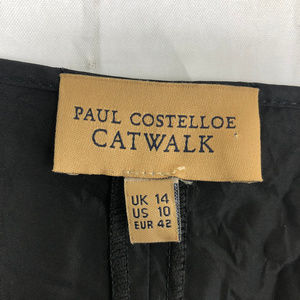 PAUL COSTELLOE
CATWALK
UK 14
US 10
EUR 42